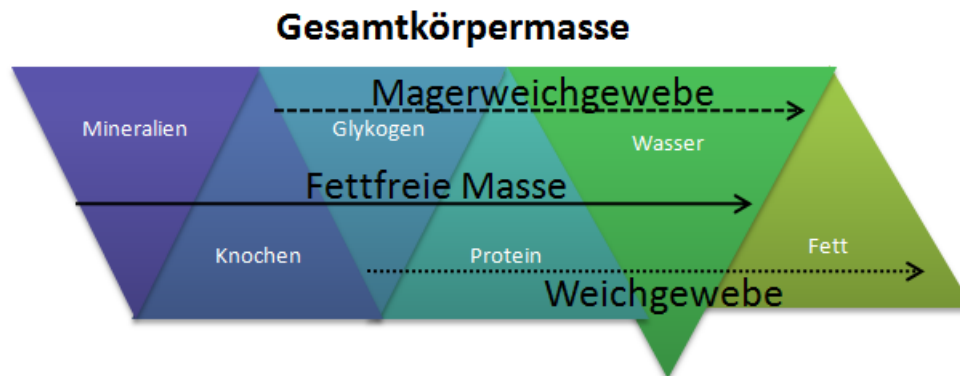 Gesamtkörpermasse
Magerweichgewebe
Mineralien
Glykogen
Wasser
Fettfreie Masse
Knochen
Protein
Fett
Weichgewebe